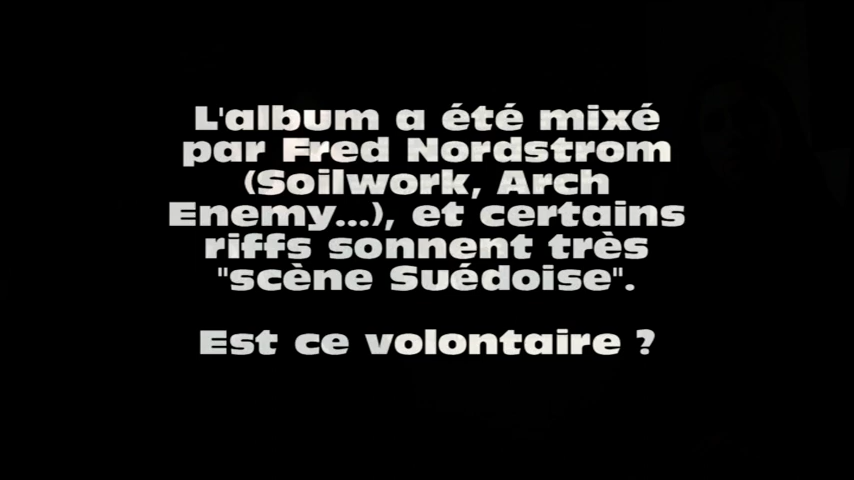 L'album a été mixé
par Fred Nordstrom
(Soilwork, Arch
Enemy...), et certains
riffs sonnent très
"scène Suédoise".
Est ce volontaire ?